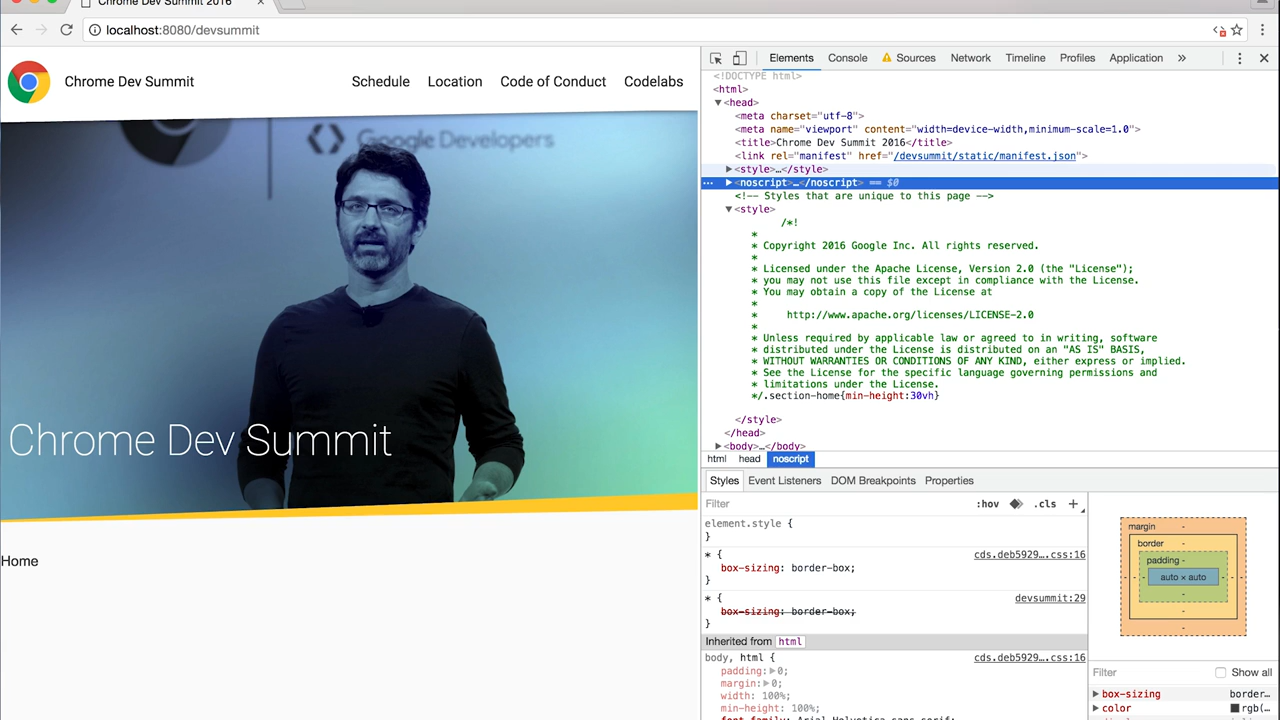 Chrome Dev Summit 2016
localhost:8080/devsummit
Chrome Dev Summit
Schedule Location Code of Conduct Codelabs
Google Developers
Chrome Dev Summit
Home
Elements Console Sources Network Timeline Profiles Application »
<!DOCTYPE html>
<html>
<head>
<meta charset="utf-8">
<meta name="viewport" content="width=device-width,minimum-scale=1.0">
<title>Chrome Dev Summit 2016</title>
<link rel="manifest" href="/devsummit/static/manifest.json">
<style>…</style>
<noscript>…</noscript> == $0
<!-- Styles that are unique to this page -->
<style>
/*!
*
* Copyright 2016 Google Inc. All rights reserved.
*
* Licensed under the Apache License, Version 2.0 (the "License");
* you may not use this file except in compliance with the License.
* You may obtain a copy of the License at
*
* http://www.apache.org/licenses/LICENSE-2.0
*
* Unless required by applicable law or agreed to in writing, software
* distributed under the License is distributed on an "AS IS" BASIS,
* WITHOUT WARRANTIES OR CONDITIONS OF ANY KIND, either express or implied.
* See the License for the specific language governing permissions and
* limitations under the License.
*/.section-home{min-height:30vh}
</style>
</head>
<body>…</body>
html head noscript
Styles Event Listeners DOM Breakpoints Properties
Filter :hov .cls +
element.style {
}
* { cds.deb5929….css:16
box-sizing: border-box;
}
* { devsummit:29
box-sizing: border-box;
}
Inherited from html
body, html { cds.deb5929….css:16
padding: 0;
margin: 0;
width: 100%;
min-height: 100%;
font-family: Arial,Helvetica,sans-serif;
margin -
border -
padding -
auto × auto
Filter Show all
box-sizing border…
color rgb(…